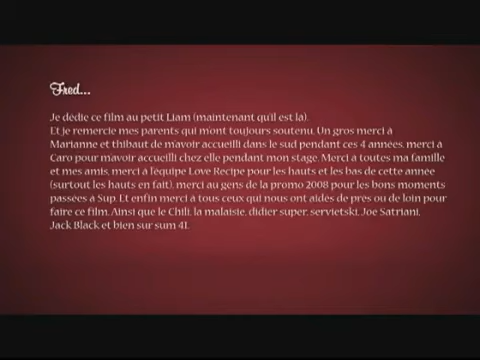 Fred...
Je dédie ce film au petit Liam (maintenant qu'il est là).
Et je remercie mes parents qui m'ont toujours soutenu. Un gros merci à
Marianne et thibaut de m'avoir accueilli dans le sud pendant ces 4 années, merci à
Caro pour m'avoir accueilli chez elle pendant mon stage. Merci a toutes ma famille
et mes amis, merci à l'équipe Love Recipe pour les hauts et les bas de cette année
(surtout les hauts en fait), merci au gens de la promo 2008 pour les bons moments
passées à Sup. Et enfin merci à tous ceux qui nous ont aidés de près ou de loin pour
faire ce film. Ainsi que le Chili, la malaisie, didier super, servietski, Joe Satriani,
Jack Black et bien sur sum 41.